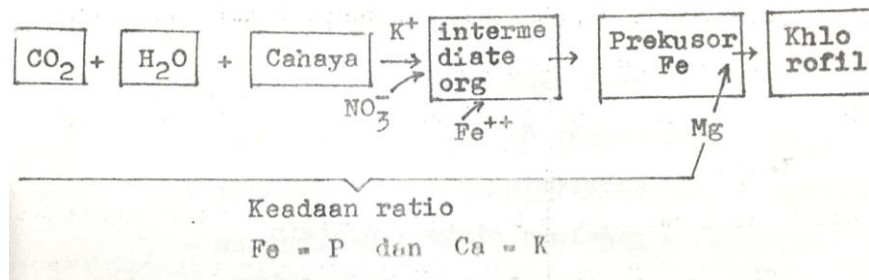 CO₂ + H₂O + Cahaya K⁺ → interme diate org → Prekusor Fe → Khlo rofil
NO₃⁻
Fe⁺⁺
Mg
Keadaan ratio
Fe = P dan Ca = K